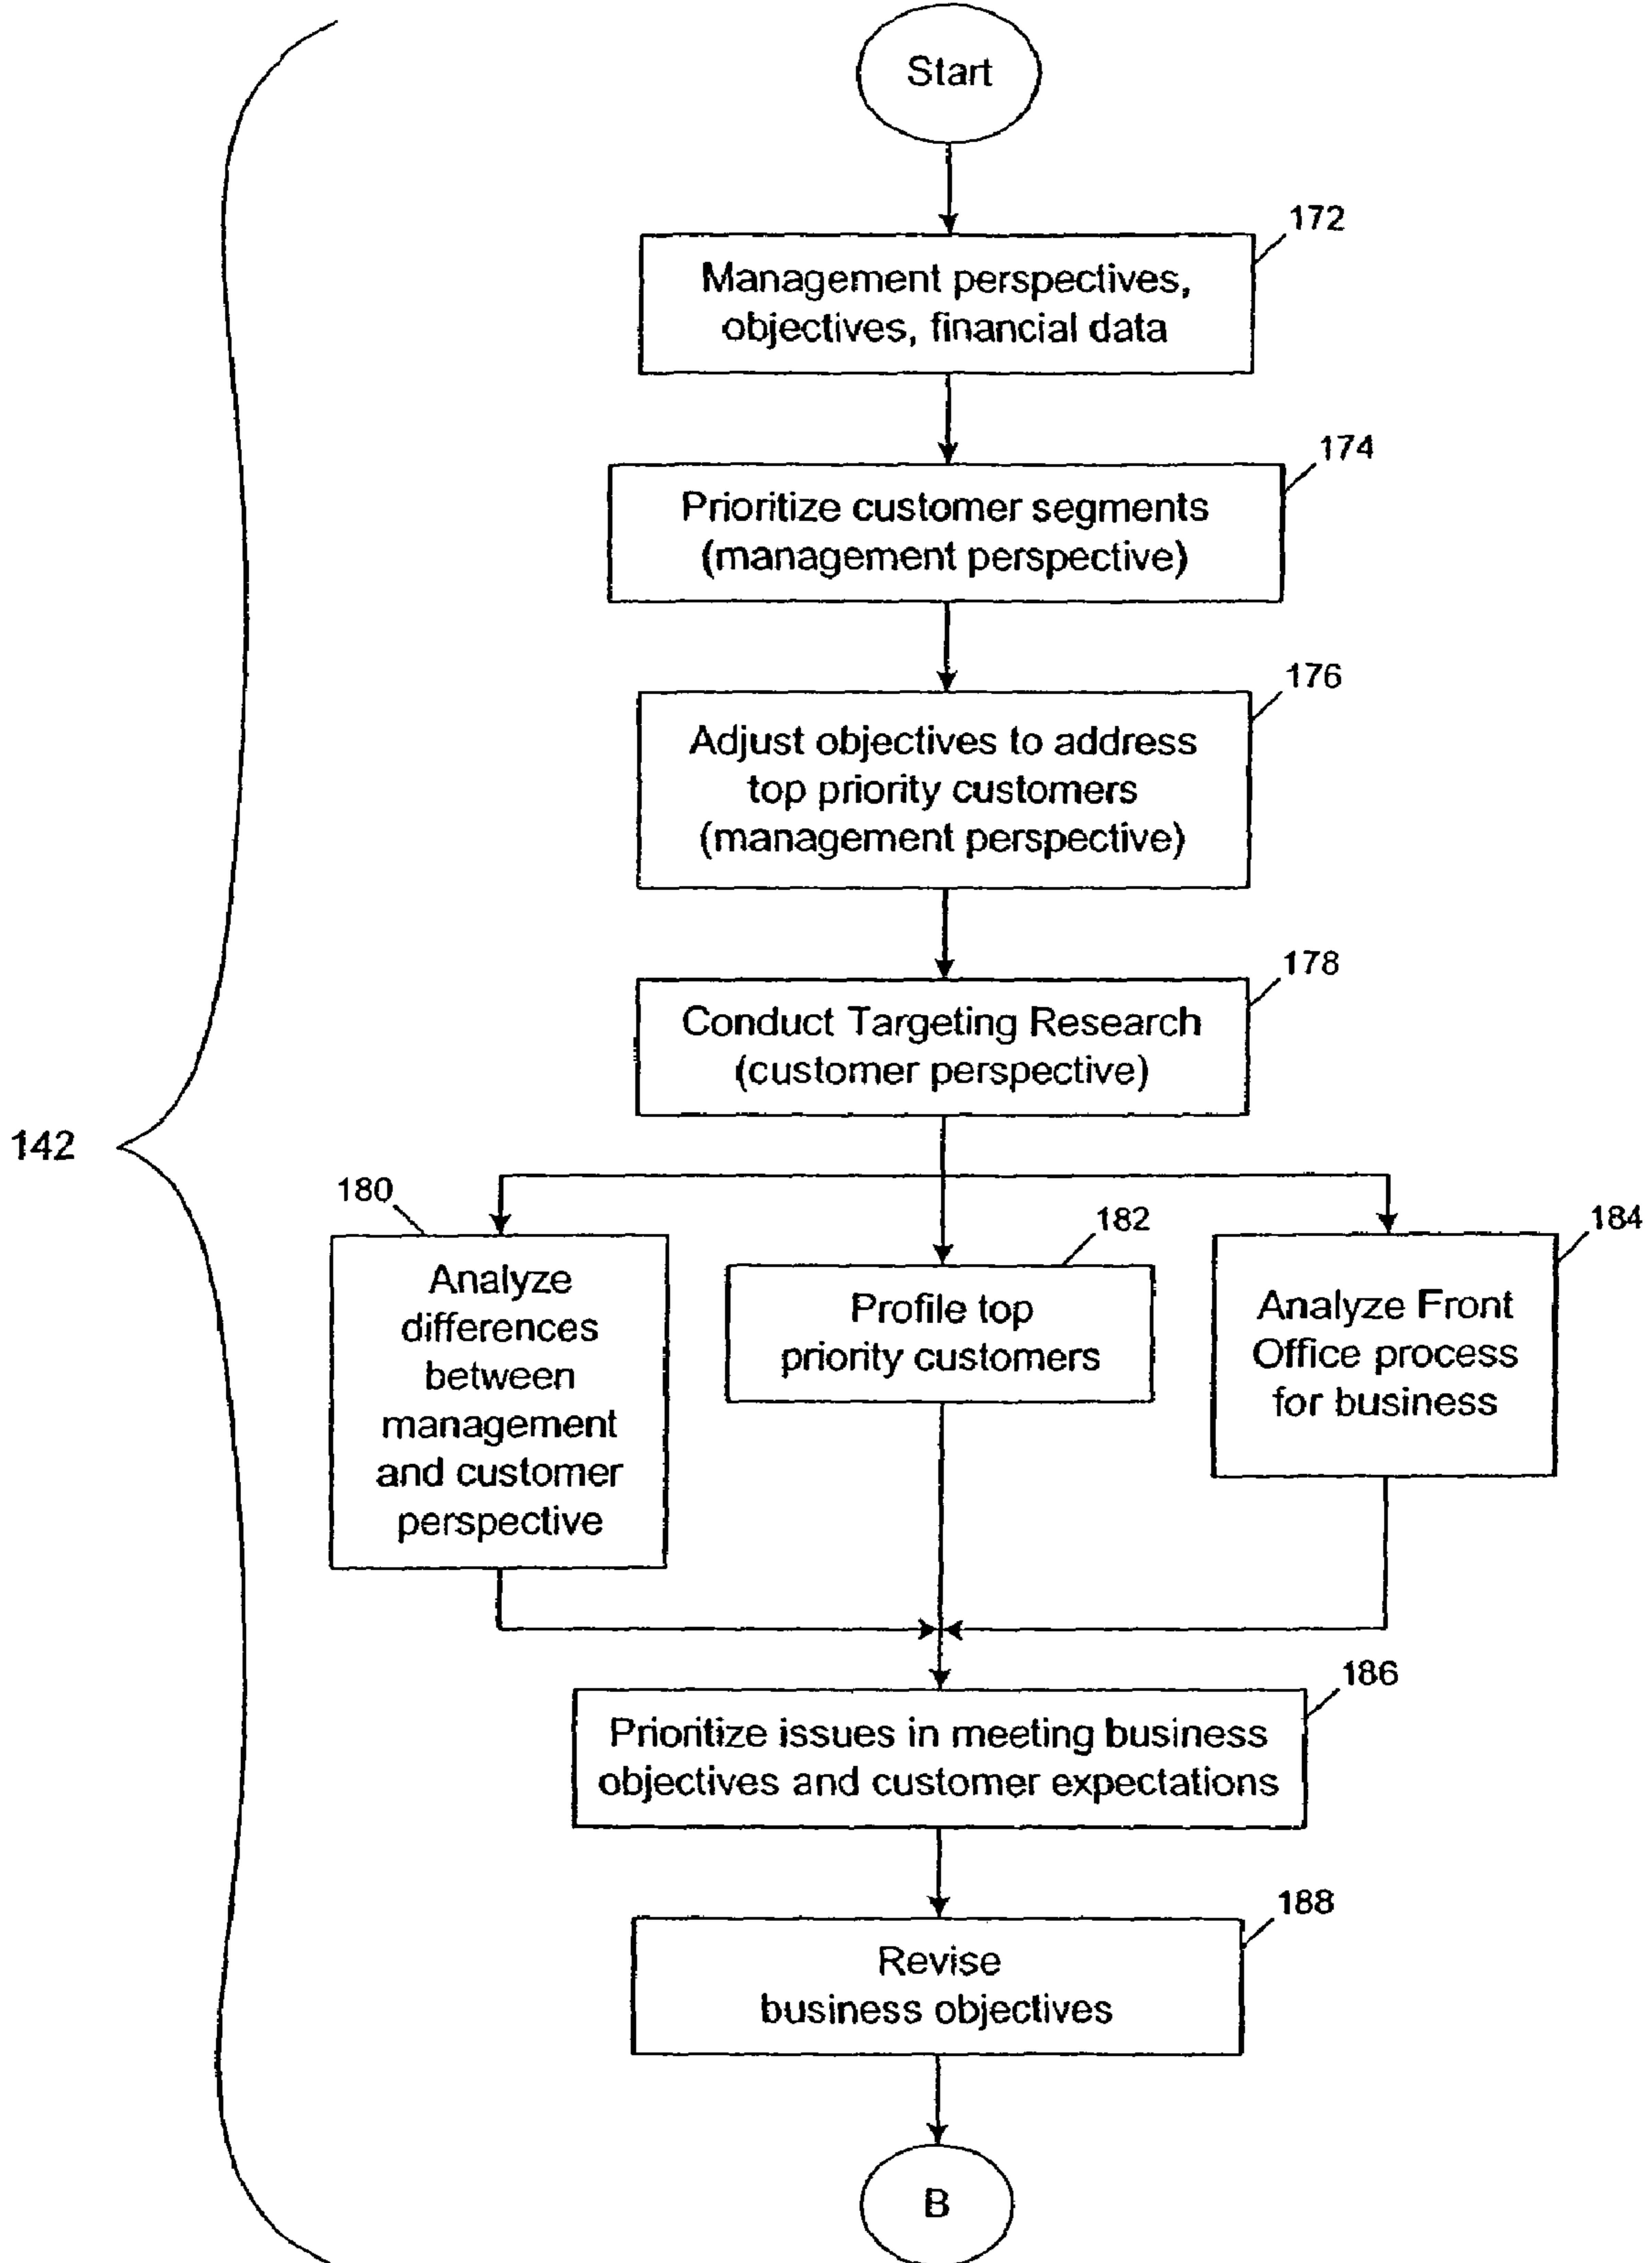 Start
172
Management perspectives,
objectives, financial data
174
Prioritize customer segments
(management perspective)
176
Adjust objectives to address
top priority customers
(management perspective)
178
Conduct Targeting Research
(customer perspective)
142
180
Analyze
differences
between
management
and customer
perspective
182
Profile top
priority customers
184
Analyze Front
Office process
for business
186
Prioritize issues in meeting business
objectives and customer expectations
188
Revise
business objectives
B